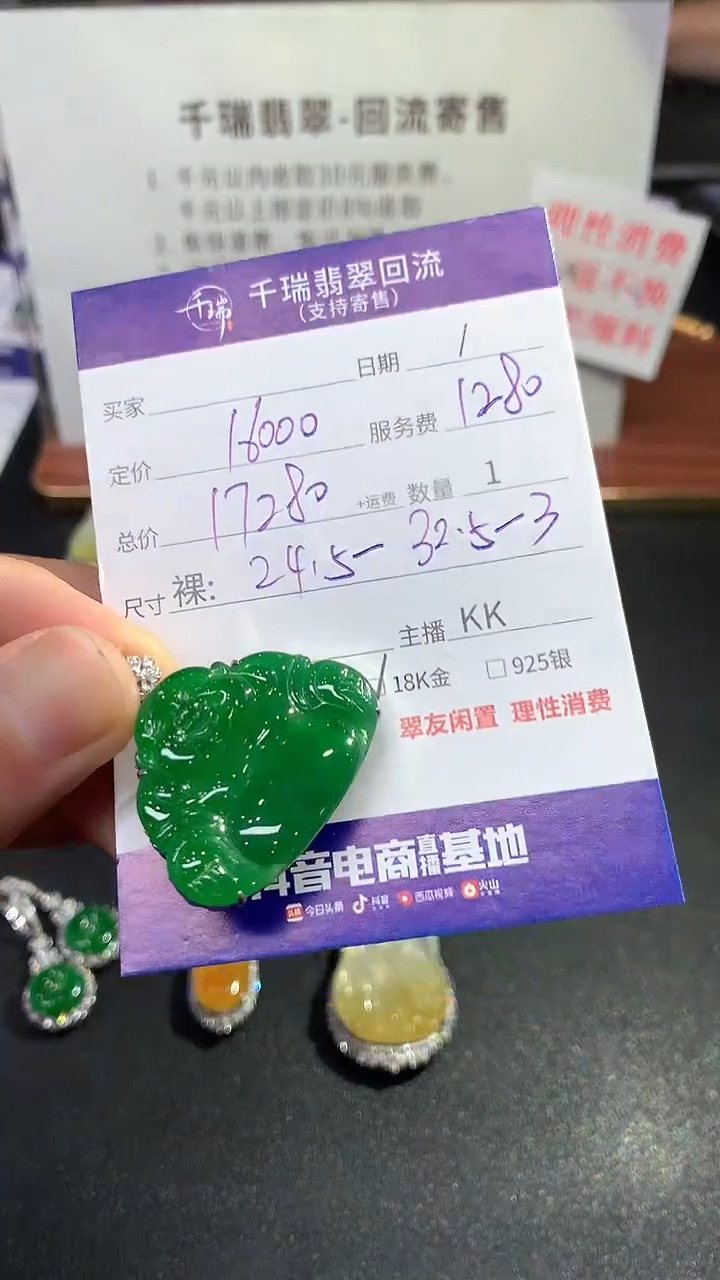 千瑞翡翠-回流寄售
理性消费
千瑞
千瑞翡翠回流
(支持寄售)
买家 日期 /
定价 16000 服务费 1280
总价 17280 +运费 数量 1
尺寸 裸: 24.5- 32.5-3
主播 KK
18K金 □ 925银
翠友闲置 理性消费
抖音电商直播基地
头条 今日头条 抖音 西瓜视频 火山